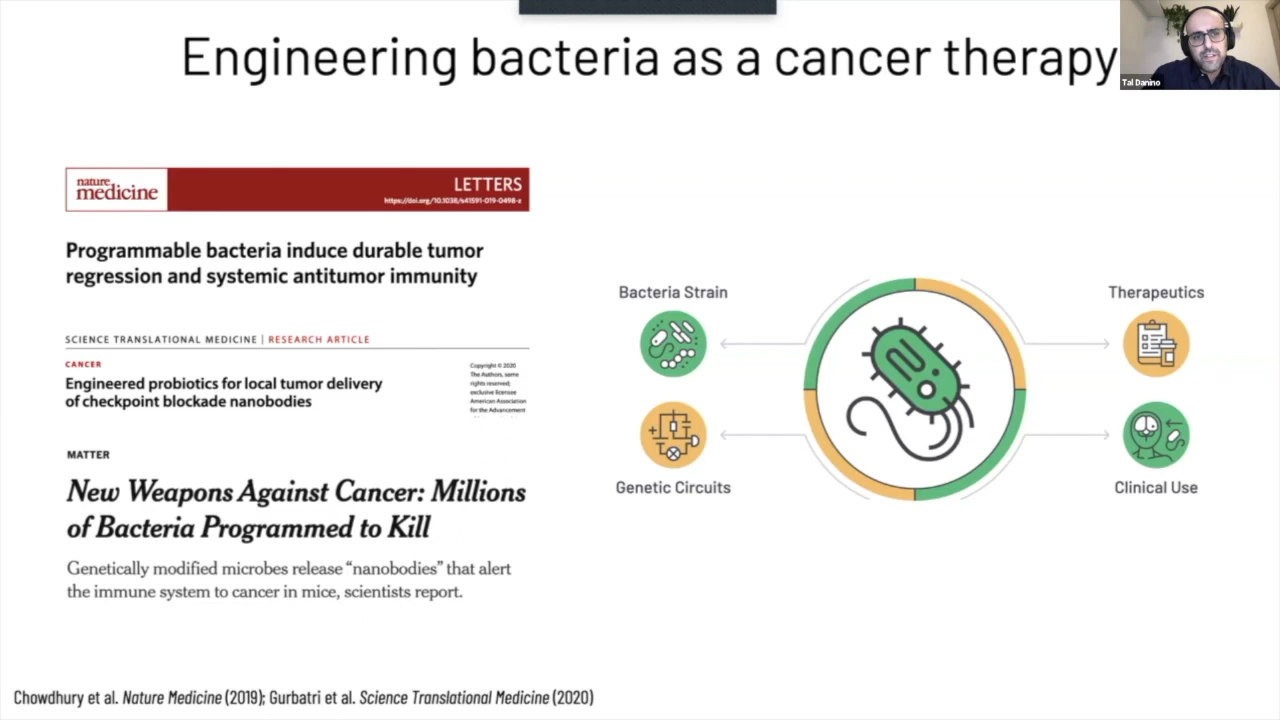 Engineering bacteria as a cancer therapy
Tal Danino
nature
medicine
LETTERS
https://doi.org/10.1038/s41591-019-0498-z
Programmable bacteria induce durable tumor
regression and systemic antitumor immunity
SCIENCE TRANSLATIONAL MEDICINE | RESEARCH ARTICLE
CANCER
Engineered probiotics for local tumor delivery
of checkpoint blockade nanobodies
Copyright © 2020
The Authors, some
rights reserved;
exclusive licensee
American Association
for the Advancement
MATTER
New Weapons Against Cancer: Millions
of Bacteria Programmed to Kill
Genetically modified microbes release “nanobodies” that alert
the immune system to cancer in mice, scientists report.
Bacteria Strain
Therapeutics
Genetic Circuits
Clinical Use
Chowdhury et al. Nature Medicine (2019); Gurbatri et al. Science Translational Medicine (2020)